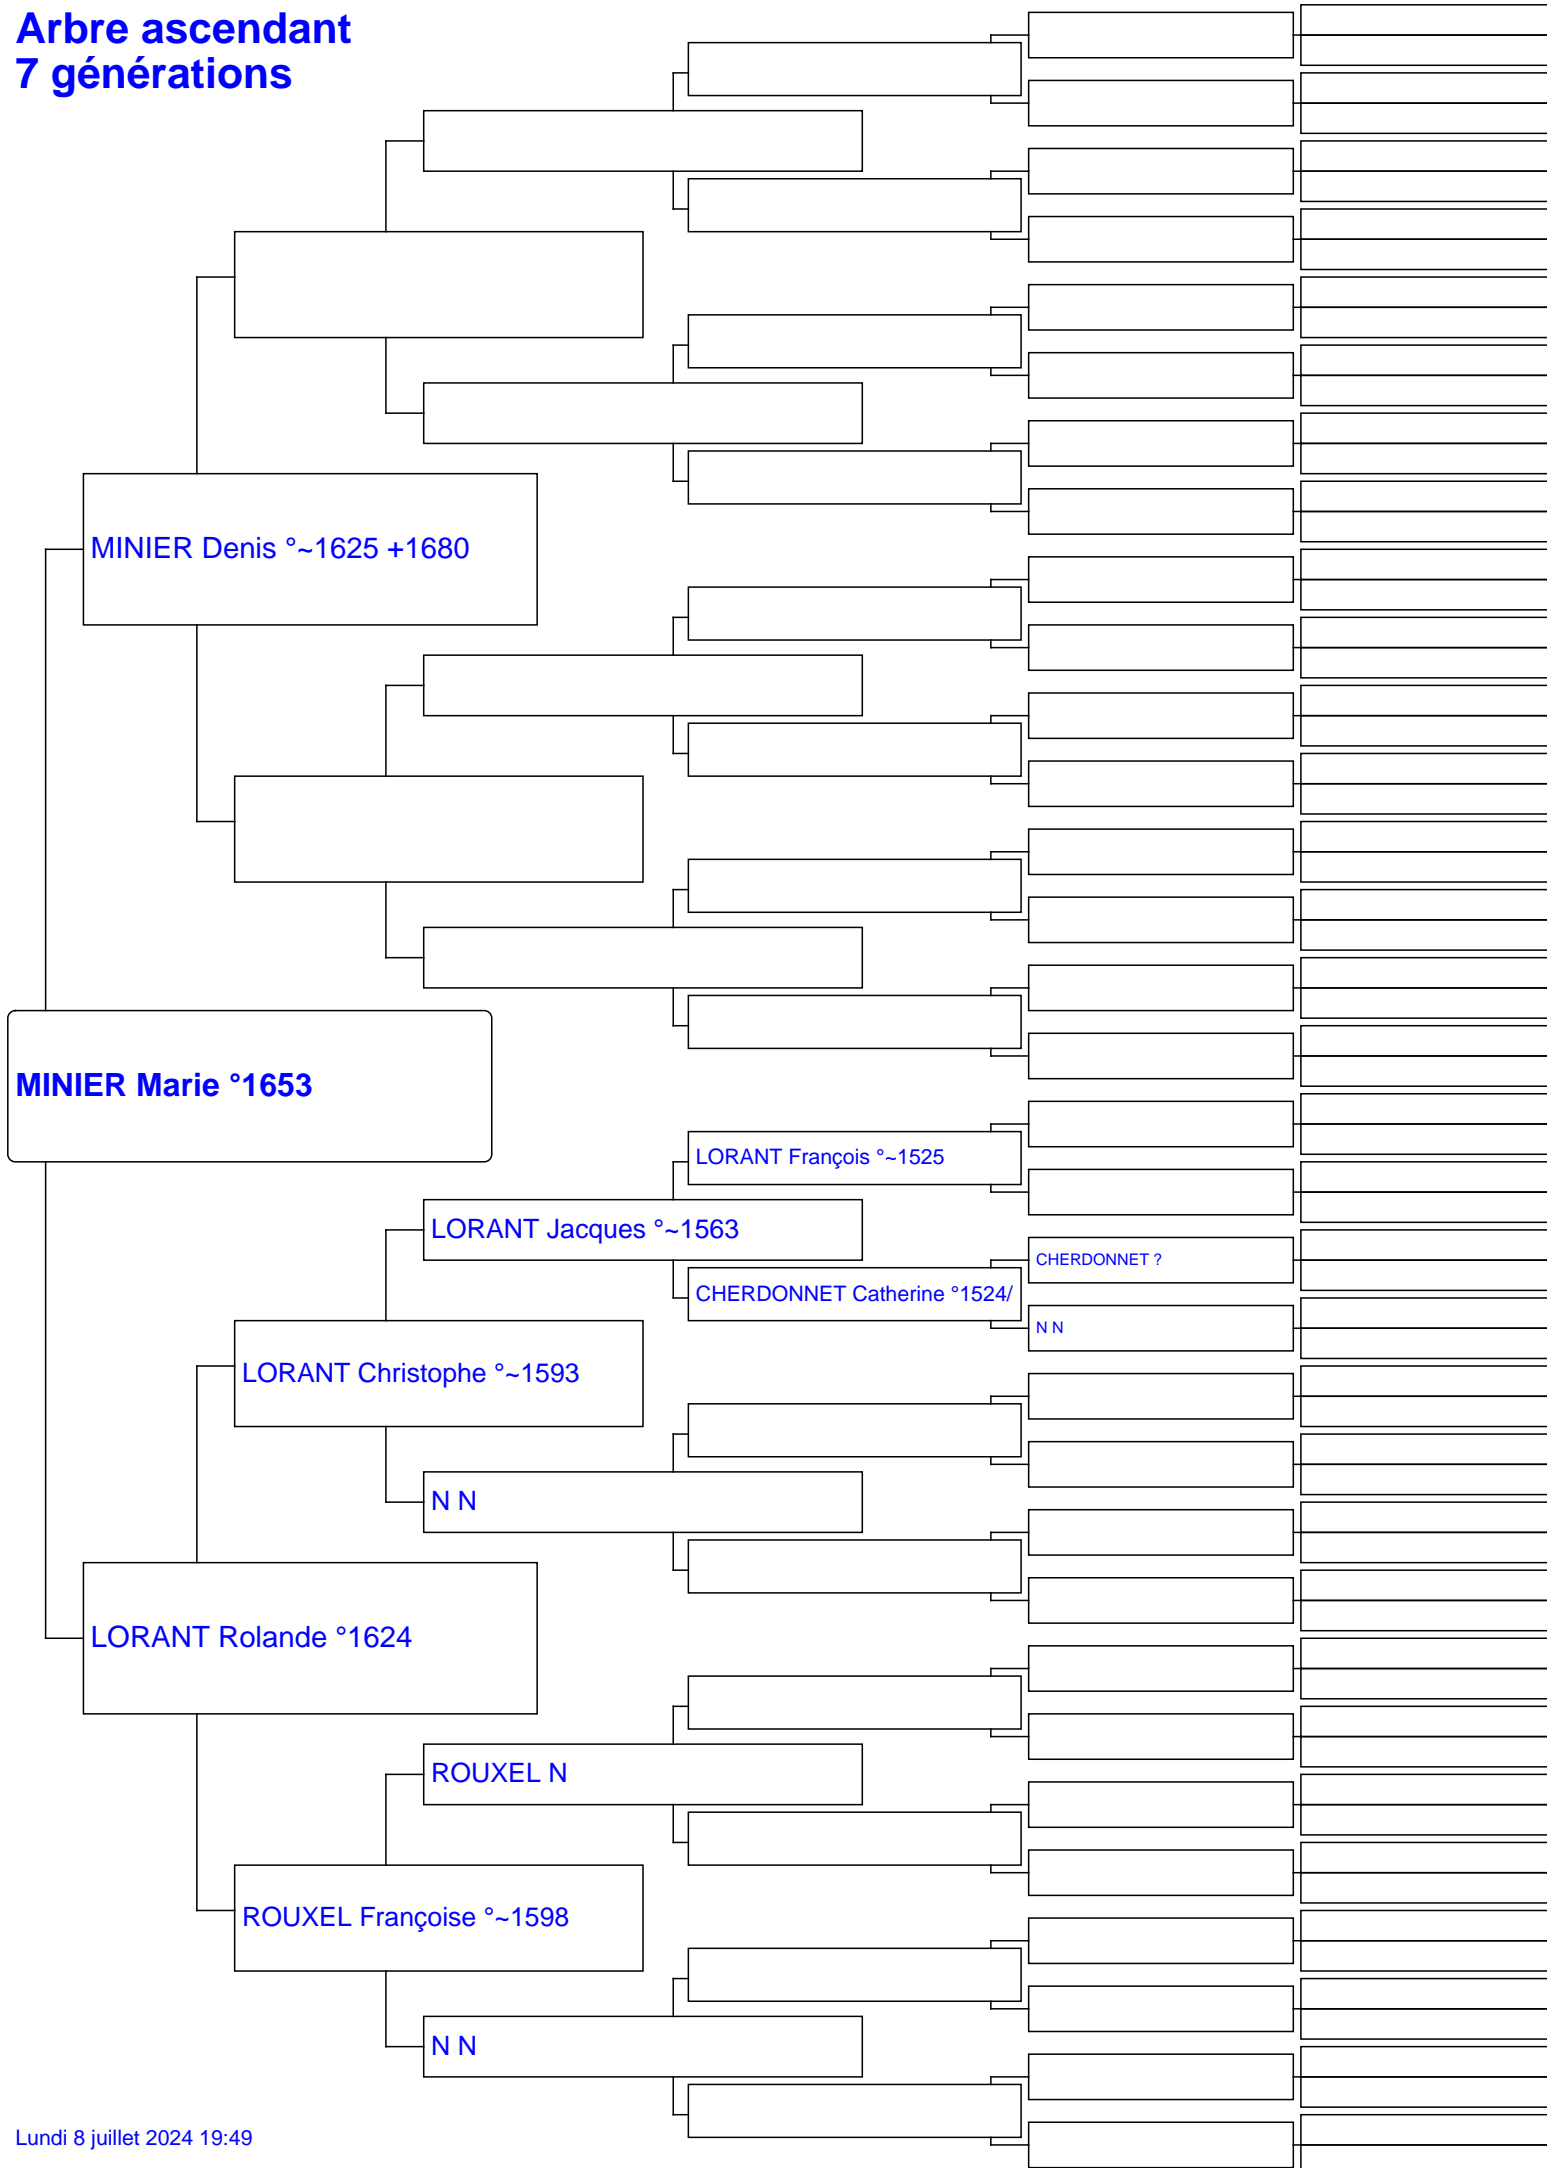 Arbre ascendant
7 générations
MINIER Denis °~1625 +1680
MINIER Marie °1653
LORANT François °~1525
LORANT Jacques °~1563
CHERDONNET ?
CHERDONNET Catherine °1524/
N N
LORANT Christophe °~1593
N N
LORANT Rolande °1624
ROUXEL N
ROUXEL Françoise °~1598
N N
Lundi 8 juillet 2024 19:49